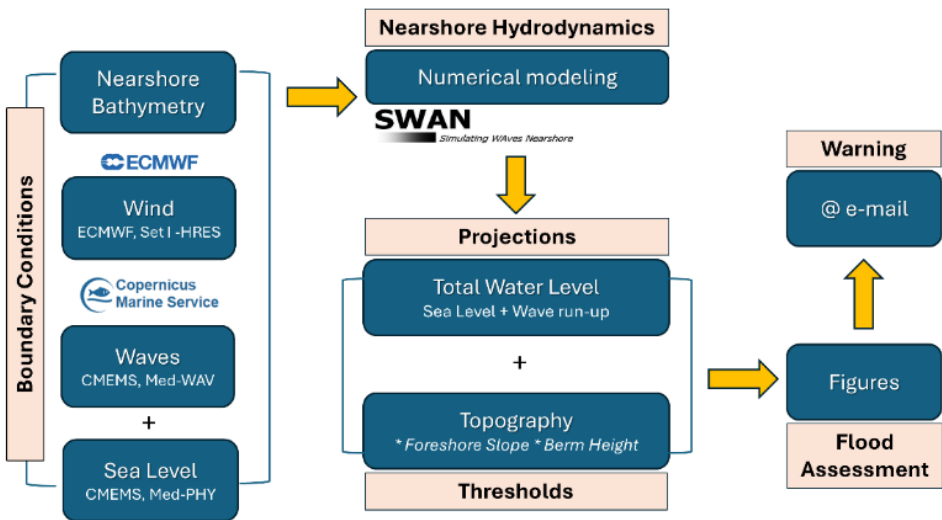 Boundary Conditions
Nearshore
Bathymetry
ECMWF
Wind
ECMWF, Set I -HRES
Copernicus
Marine Service
Waves
CMEMS, Med-WAV
+
Sea Level
CMEMS, Med-PHY
Nearshore Hydrodynamics
Numerical modeling
SWAN
Simulating WAves Nearshore
Projections
Total Water Level
Sea Level + Wave run-up
+
Topography
* Foreshore Slope * Berm Height
Thresholds
Warning
@ e-mail
Figures
Flood
Assessment